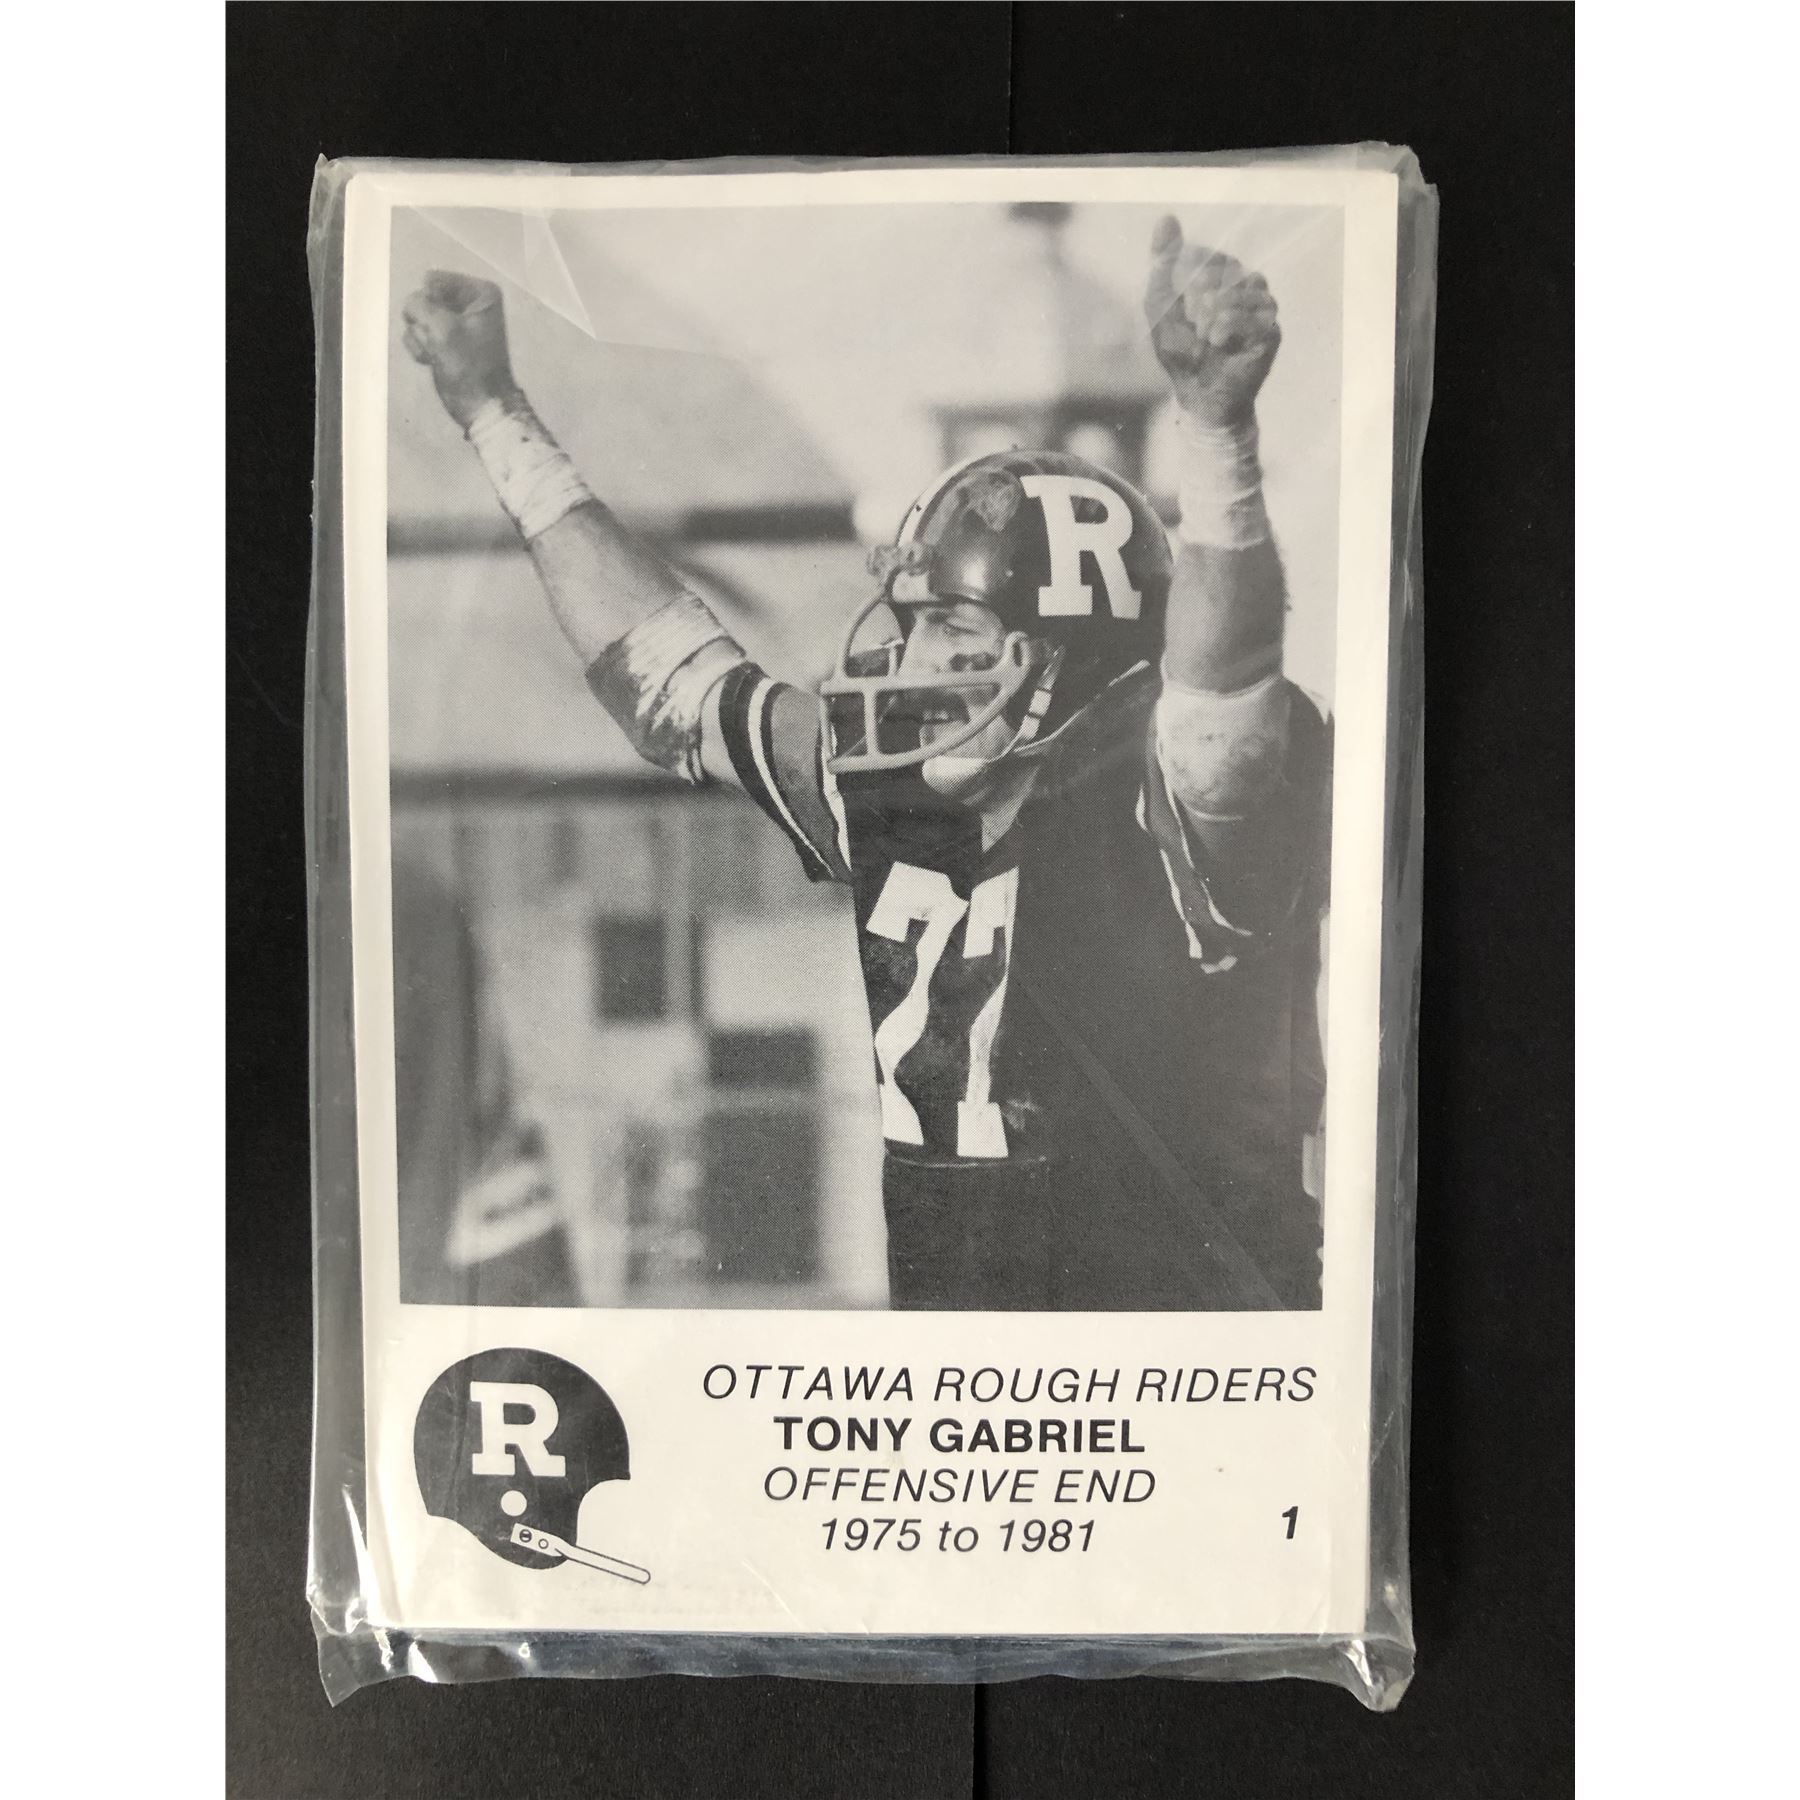 R
77
R
OTTAWA ROUGH RIDERS
TONY GABRIEL
OFFENSIVE END
1975 to 1981
1